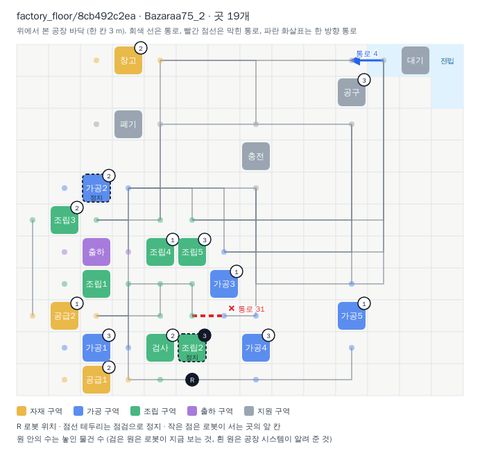 factory_floor/8cb492c2ea · Bazaraa75_2 · 곳 19개
위에서 본 공장 바닥 (한 칸 3 m). 회색 선은 통로, 빨간 점선은 막힌 통로, 파란 화살표는 한 방향 통로
통로 4
창고 2
대기
전립
공구 3
폐기
충전
가공2 2
정지
조립3 2
출하
조립4 1
조립5 3
조립1
가공3 1
공급2 1
✕ 통로 31
가공5 1
가공1 3
검사 2
조립2 3
정지
가공4 3
공급1 2
R
자재 구역
가공 구역
조립 구역
출하 구역
지원 구역
R 로봇 위치 · 점선 테두리는 점검으로 정지 · 작은 점은 로봇이 서는 곳의 앞 칸
원 안의 수는 놓인 물건 수 (검은 원은 로봇이 지금 보는 것, 흰 원은 공장 시스템이 알려 준 것)